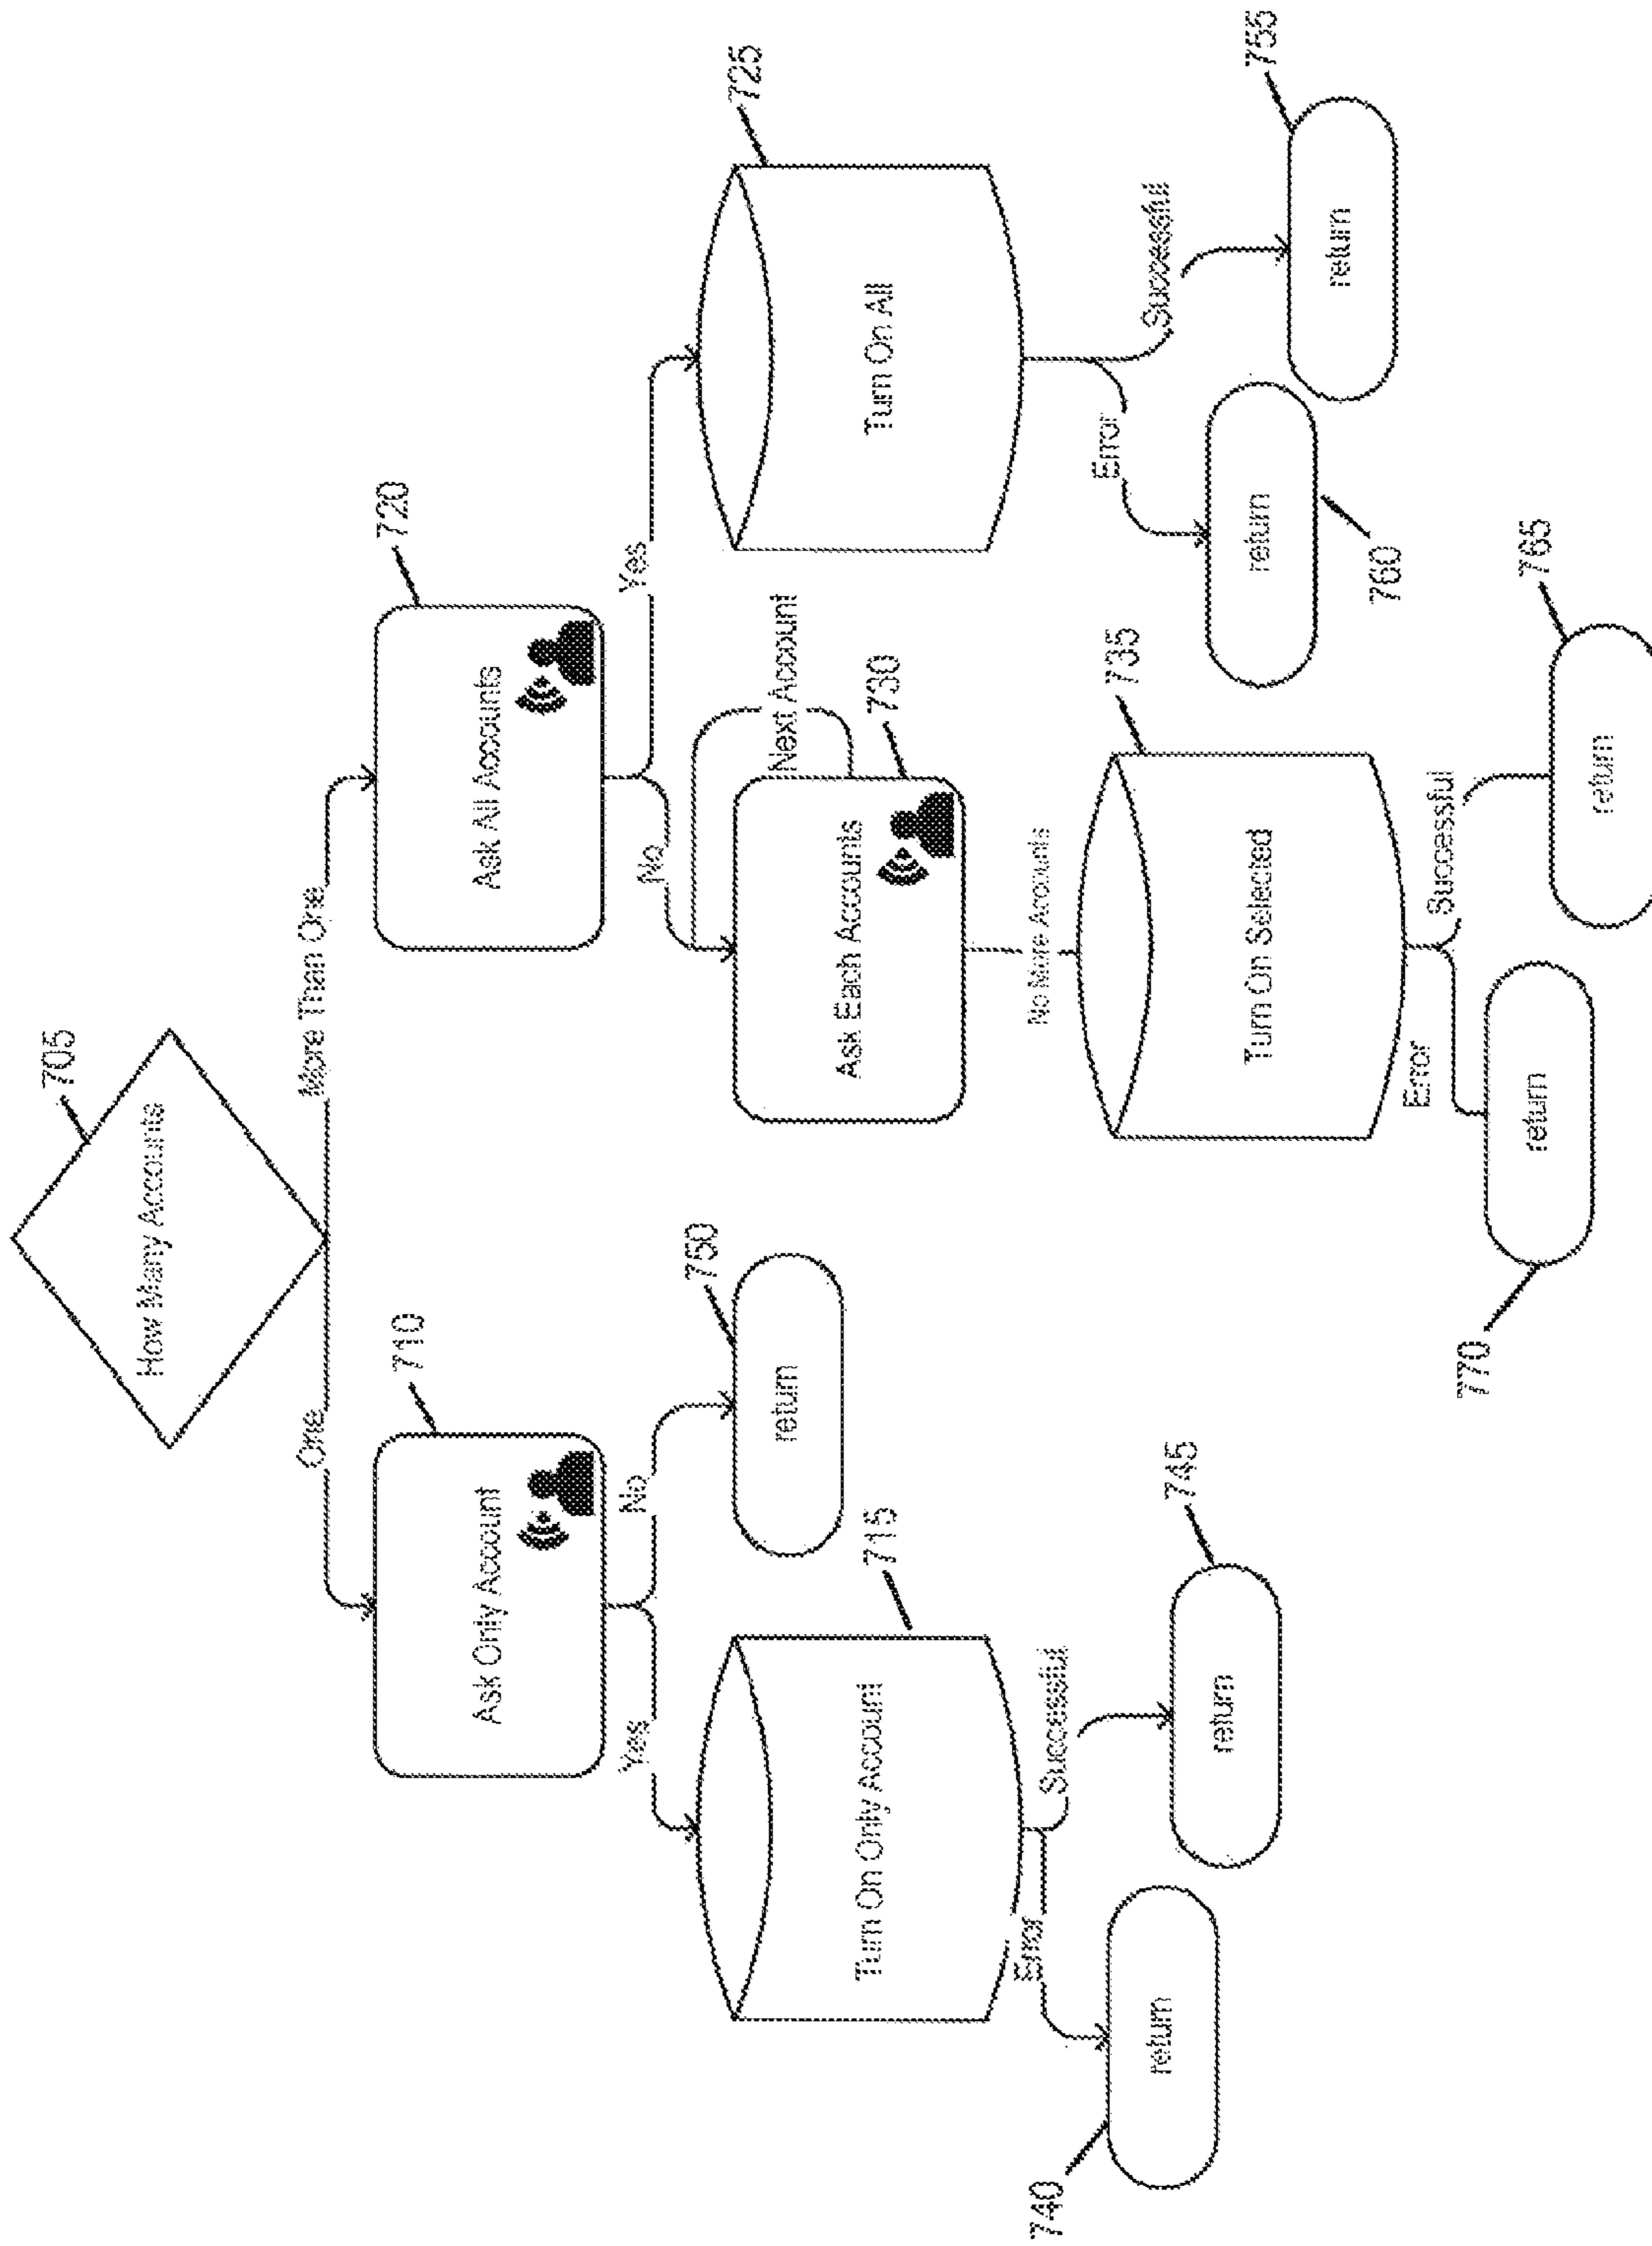 How Many Accounts
705
One
More Than One
Ask Only Account
710
Ask All Accounts
720
Yes
No
No
Yes
Next Account
Turn On Only Account
715
return
750
Ask Each Accounts
730
Turn On All
725
Error
Successful
No More Accounts
Error
Successful
740
return
return
745
Turn On Selected
735
return
760
return
755
Error
Successful
770
return
return
765